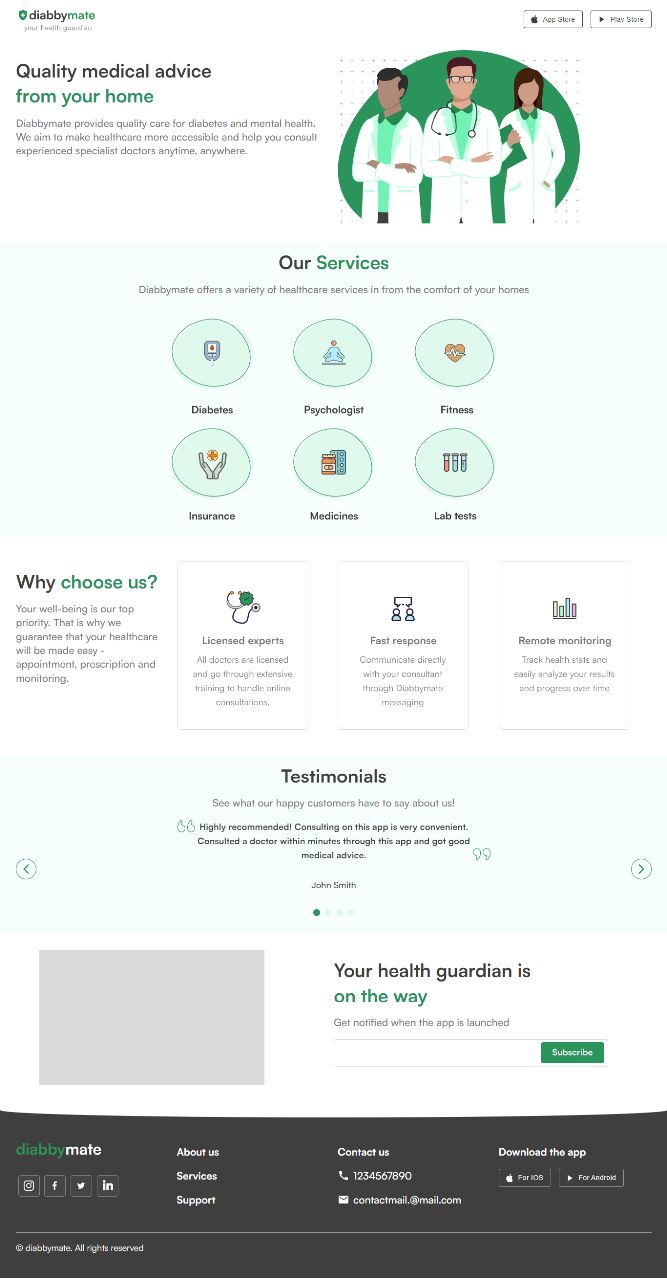 diabbymate
your health guardian
App Store
Play Store
Quality medical advice
from your home
Diabbymate provides quality care for diabetes and mental health.
We aim to make healthcare more accessible and help you consult
experienced specialist doctors anytime, anywhere.
Our Services
Diabbymate offers a variety of healthcare services in from the comfort of your homes
Diabetes
Psychologist
Fitness
Insurance
Medicines
Lab tests
Why choose us?
Your well-being is our top
priority. That is why we
guarantee that your healthcare
will be made easy -
appointment, prescription and
monitoring.
Licensed experts
All doctors are licensed
and go through extensive
training to handle online
consultations.
Fast response
Communicate directly
with your consultant
through Diabbymate
messaging
Remote monitoring
Track health stats and
easily analyze your results
and progress over time
Testimonials
See what our happy customers have to say about us!
Highly recommended! Consulting on this app is very convenient.
Consulted a doctor within minutes through this app and got good
medical advice.
John Smith
Your health guardian is
on the way
Get notified when the app is launched
Subscribe
diabbymate
About us
Services
Support
Contact us
1234567890
contactmail.@mail.com
Download the app
For IOS
For Android
© diabbymate. All rights reserved